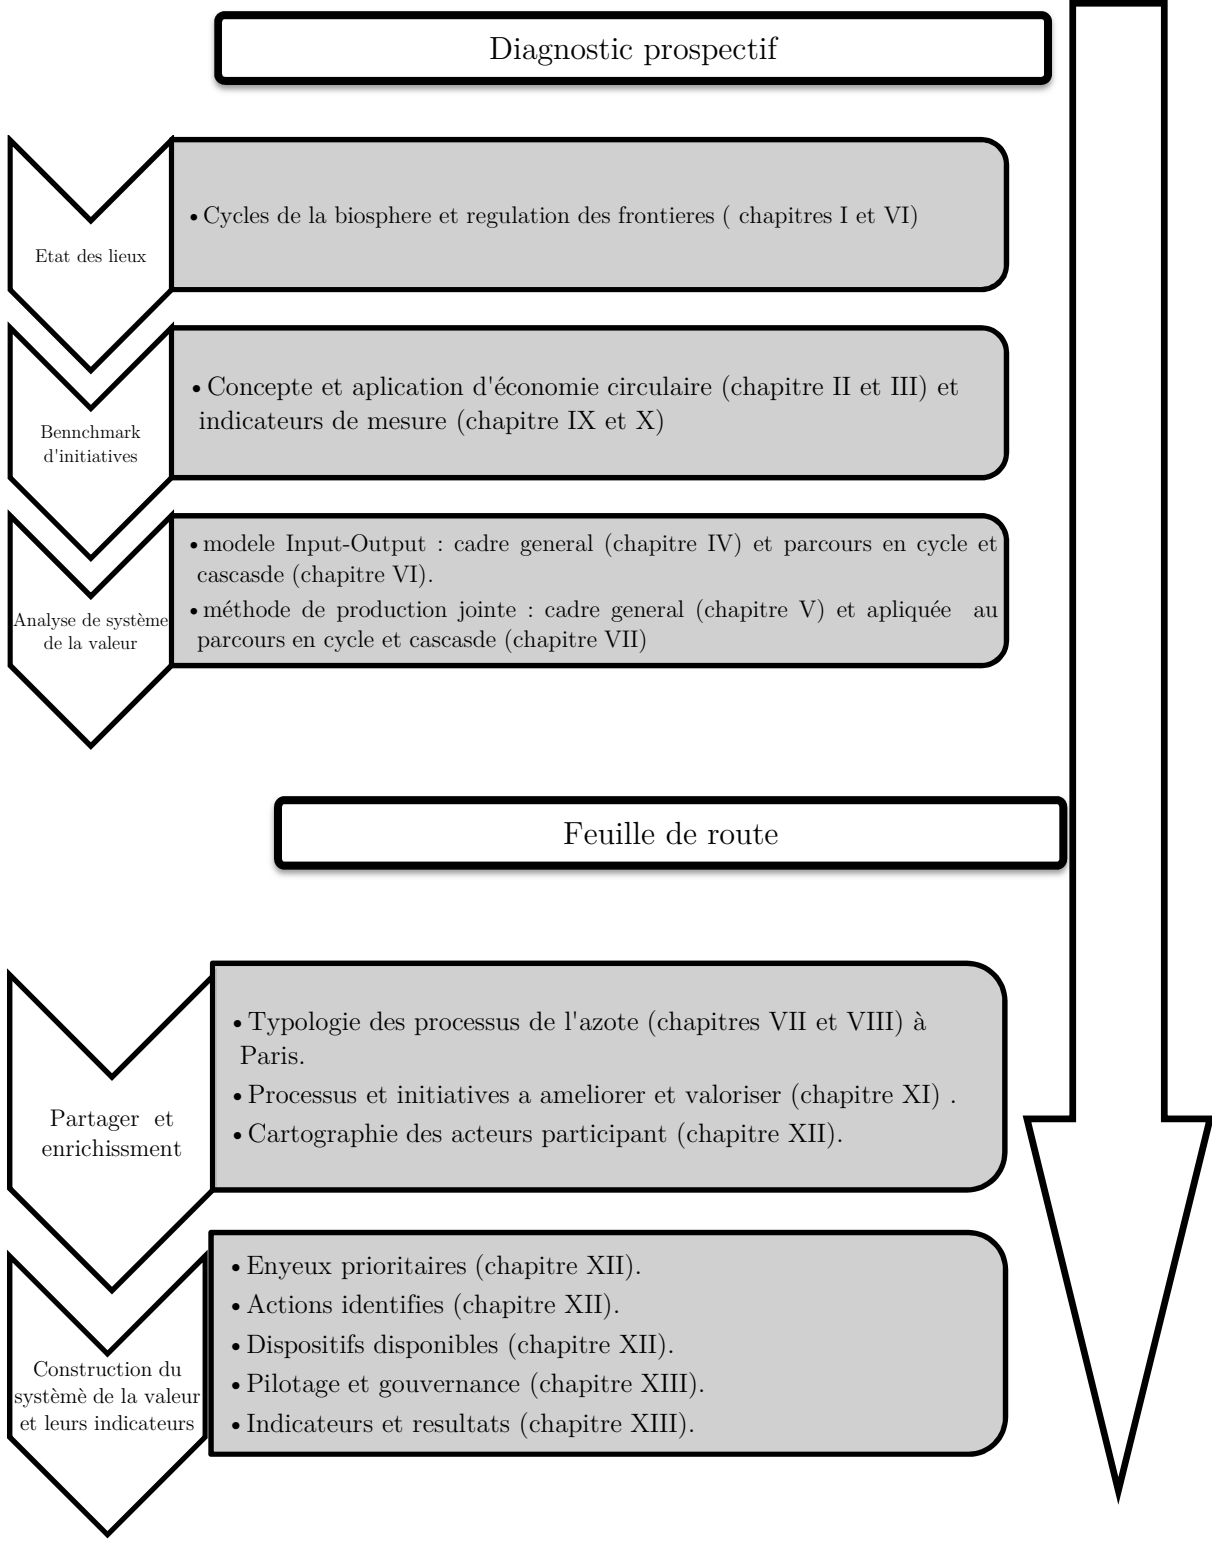 Diagnostic prospectif
Etat des lieux
• Cycles de la biosphere et regulation des frontieres ( chapitres I et VI)
Bennchmark
d'initiatives
• Concepte et aplication d'économie circulaire (chapitre II et III) et
indicateurs de mesure (chapitre IX et X)
Analyse de système
de la valeur
• modele Input-Output : cadre general (chapitre IV) et parcours en cycle et
cascasde (chapitre VI).
• méthode de production jointe : cadre general (chapitre V) et apliquée au
parcours en cycle et cascasde (chapitre VII)
Feuille de route
Partager et
enrichissment
• Typologie des processus de l'azote (chapitres VII et VIII) à
Paris.
• Processus et initiatives a ameliorer et valoriser (chapitre XI) .
• Cartographie des acteurs participant (chapitre XII).
Construction du
systèmè de la valeur
et leurs indicateurs
• Enyeux prioritaires (chapitre XII).
• Actions identifies (chapitre XII).
• Dispositifs disponibles (chapitre XII).
• Pilotage et gouvernance (chapitre XIII).
• Indicateurs et resultats (chapitre XIII).